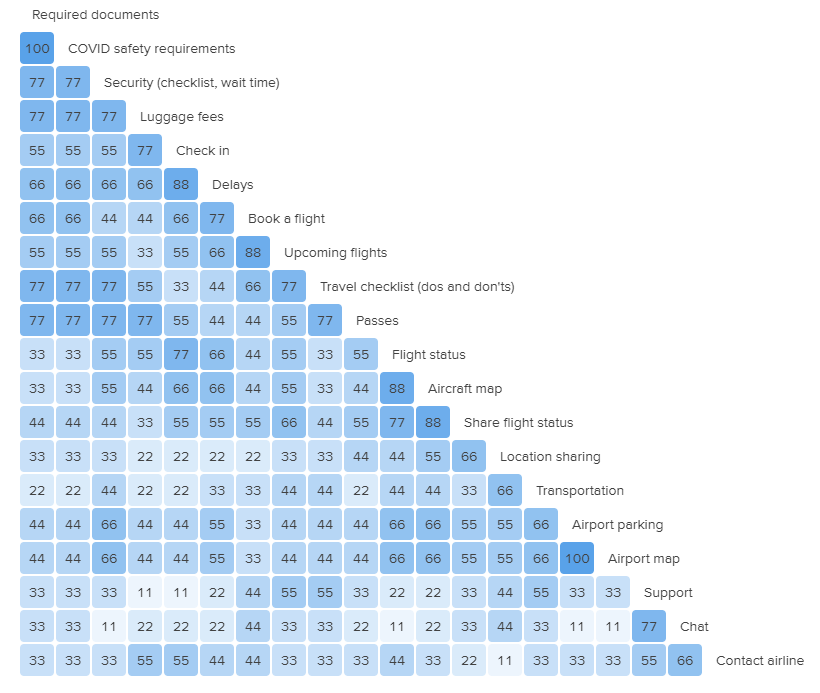 Required documents
100 COVID safety requirements
77 77 Security (checklist, wait time)
77 77 77 Luggage fees
55 55 55 77 Check in
66 66 66 66 88 Delays
66 66 44 44 66 77 Book a flight
55 55 55 33 55 66 88 Upcoming flights
77 77 77 55 33 44 66 77 Travel checklist (dos and don'ts)
77 77 77 77 55 44 44 55 77 Passes
33 33 55 55 77 66 44 55 33 55 Flight status
33 33 55 44 66 66 44 55 33 44 88 Aircraft map
44 44 44 33 55 55 55 66 44 55 77 88 Share flight status
33 33 33 22 22 22 22 33 33 44 44 55 66 Location sharing
22 22 44 22 22 33 33 44 44 22 44 44 33 66 Transportation
44 44 66 44 44 55 33 44 44 44 66 66 55 55 66 Airport parking
44 44 66 44 44 55 33 44 44 44 66 66 55 55 66 100 Airport map
33 33 33 11 11 22 44 55 55 33 22 22 33 44 55 33 33 Support
33 33 11 22 22 22 44 33 33 22 11 22 33 44 33 11 11 77 Chat
33 33 33 55 55 44 44 33 33 33 44 33 22 11 33 33 33 55 66 Contact airline